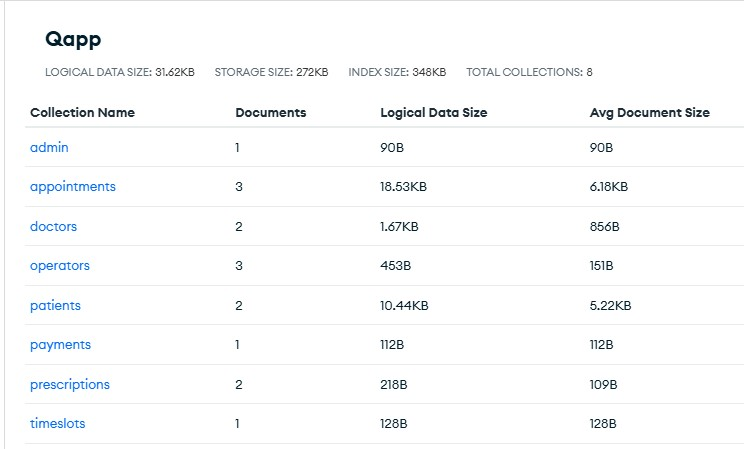 Qapp
LOGICAL DATA SIZE: 31.62KB STORAGE SIZE: 272KB INDEX SIZE: 348KB TOTAL COLLECTIONS: 8
Collection Name Documents Logical Data Size Avg Document Size
admin 1 90B 90B
appointments 3 18.53KB 6.18KB
doctors 2 1.67KB 856B
operators 3 453B 151B
patients 2 10.44KB 5.22KB
payments 1 112B 112B
prescriptions 2 218B 109B
timeslots 1 128B 128B